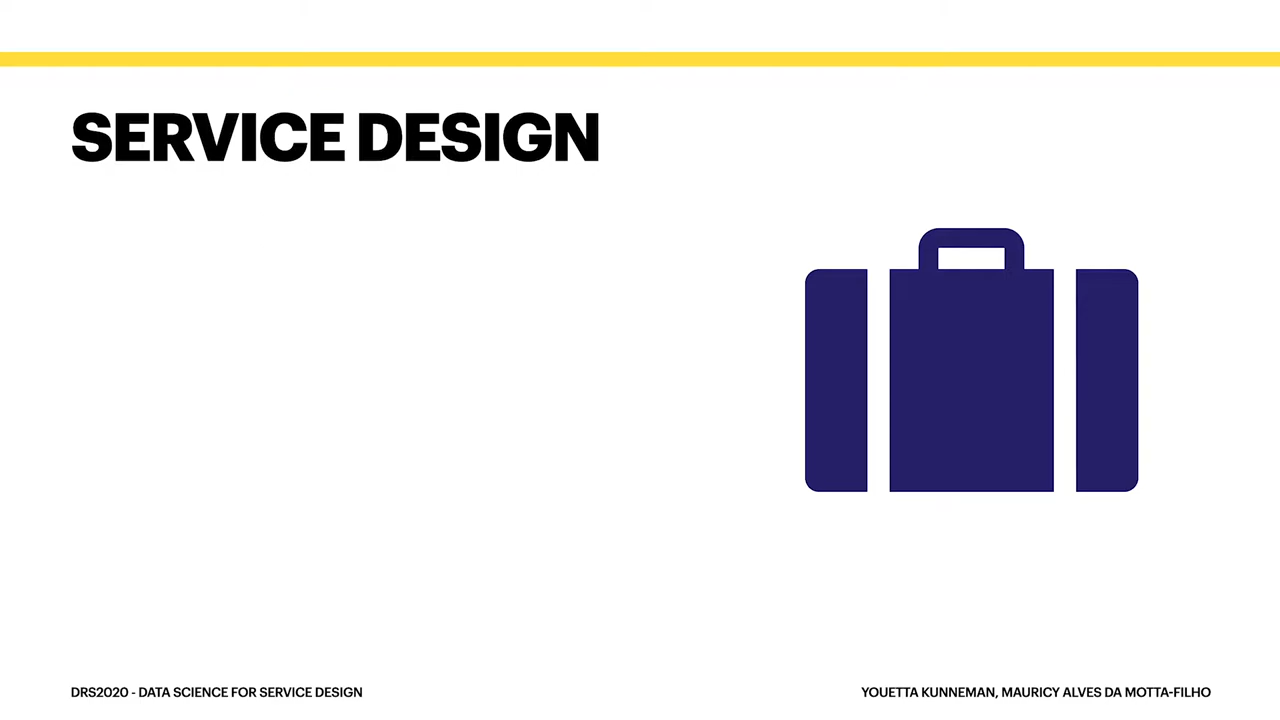 SERVICE DESIGN
DRS2020 - DATA SCIENCE FOR SERVICE DESIGN
YOUETTA KUNNEMAN, MAURICY ALVES DA MOTTA-FILHO